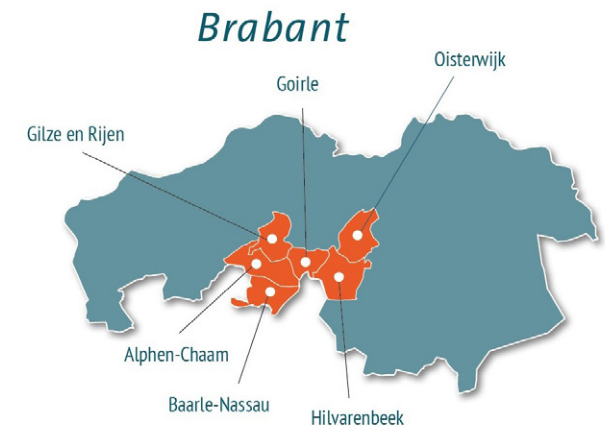 Brabant
Oisterwijk
Goirle
Gilze en Rijen
Alphen-Chaam
Baarle-Nassau
Hilvarenbeek